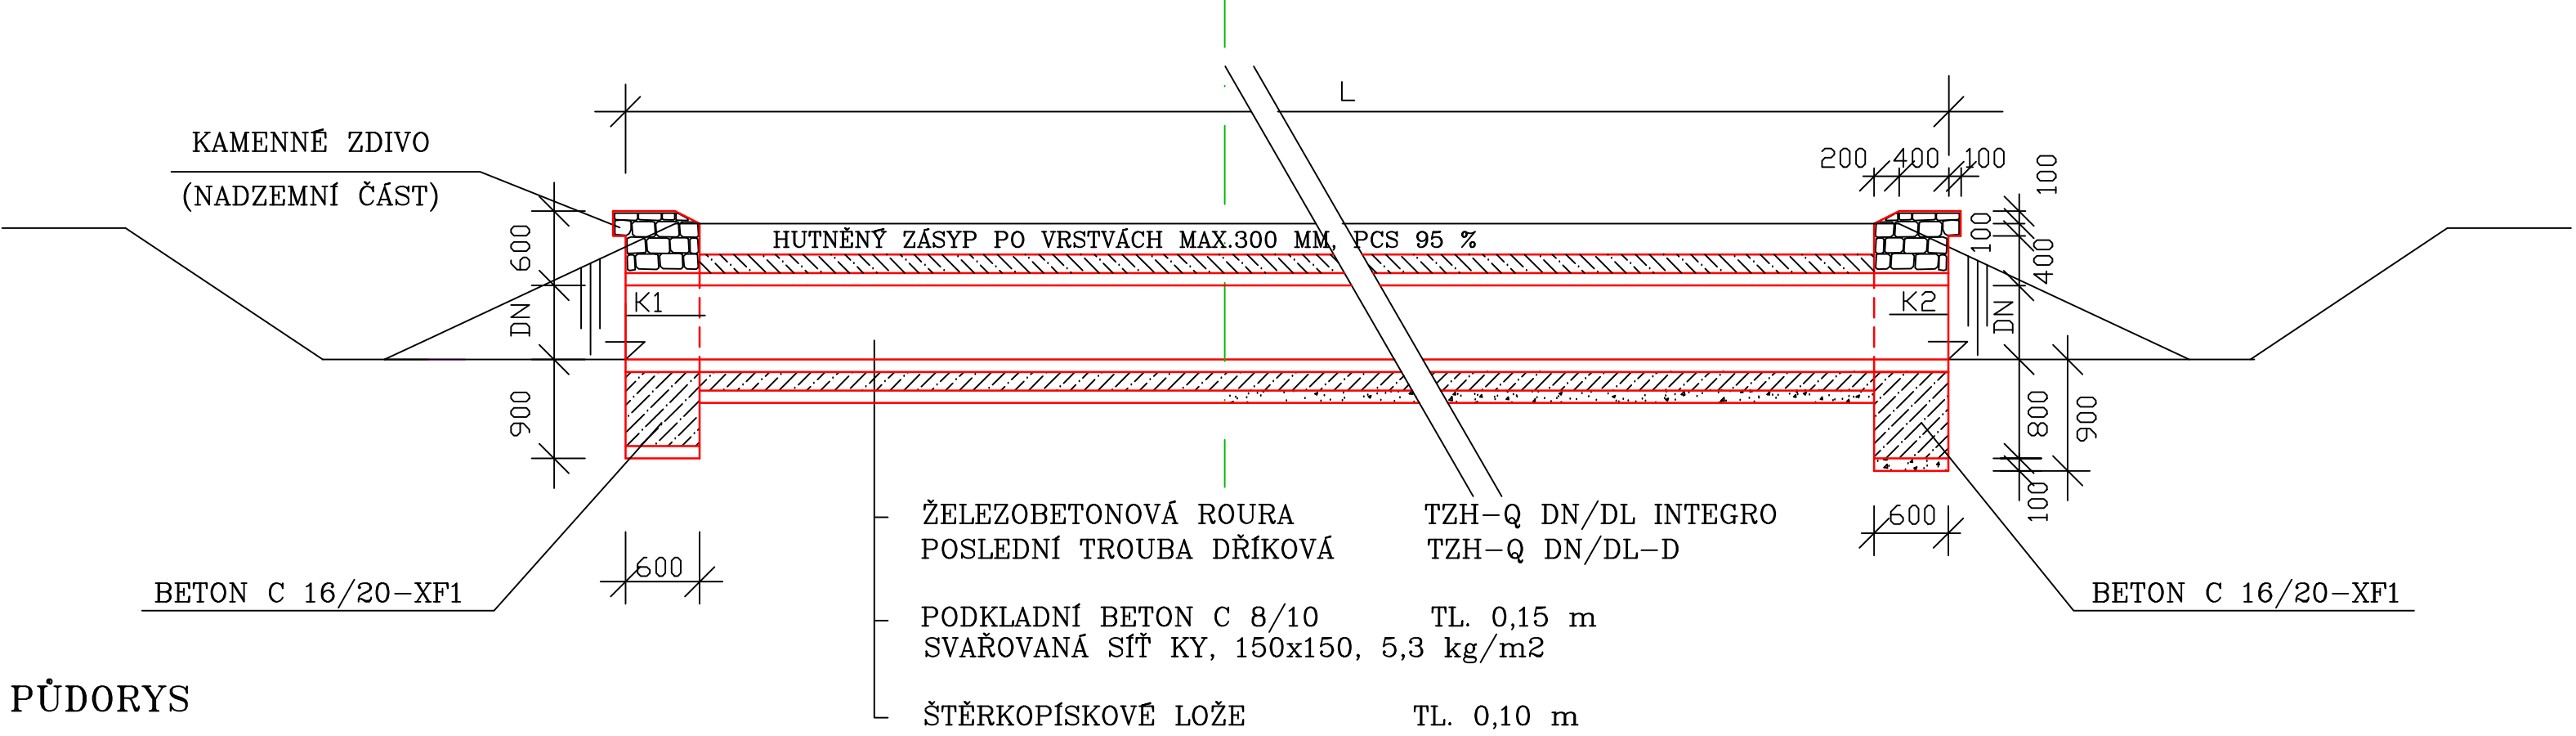 L
KAMENNÉ ZDIVO
(NADZEMNÍ ČÁST)
200 400 100
100
600
HUTNĚNÝ ZÁSYP PO VRSTVÁCH MAX.300 MM, PCS 95 %
100
400
DN
K1
K2
DN
900
800
900
100
600
600
ŽELEZOBETONOVÁ ROURA TZH-Q DN/DL INTEGRO
POSLEDNÍ TROUBA DŘÍKOVÁ TZH-Q DN/DL-D
BETON C 16/20-XF1
BETON C 16/20-XF1
PODKLADNÍ BETON C 8/10 TL. 0,15 m
SVAŘOVANÁ SÍŤ KY, 150x150, 5,3 kg/m2
PŮDORYS
ŠTĚRKOPÍSKOVÉ LOŽE TL. 0,10 m